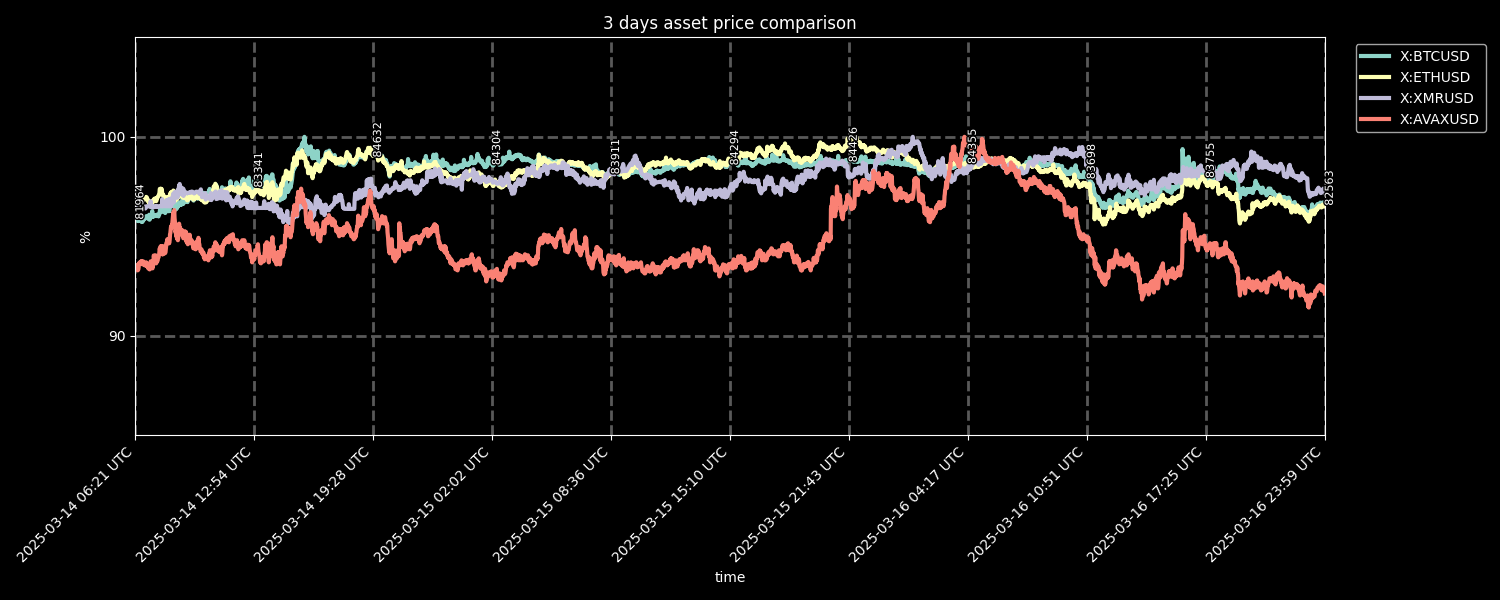 3 days asset price comparison
X:BTCUSD
X:ETHUSD
X:XMRUSD
X:AVAXUSD
100
90
%
81964
83341
84632
84304
83911
84294
84426
84355
83698
83755
82563
2025-03-14 06:21 UTC
2025-03-14 12:54 UTC
2025-03-14 19:28 UTC
2025-03-15 02:02 UTC
2025-03-15 08:36 UTC
2025-03-15 15:10 UTC
2025-03-15 21:43 UTC
2025-03-16 04:17 UTC
2025-03-16 10:51 UTC
2025-03-16 17:25 UTC
2025-03-16 23:59 UTC
time